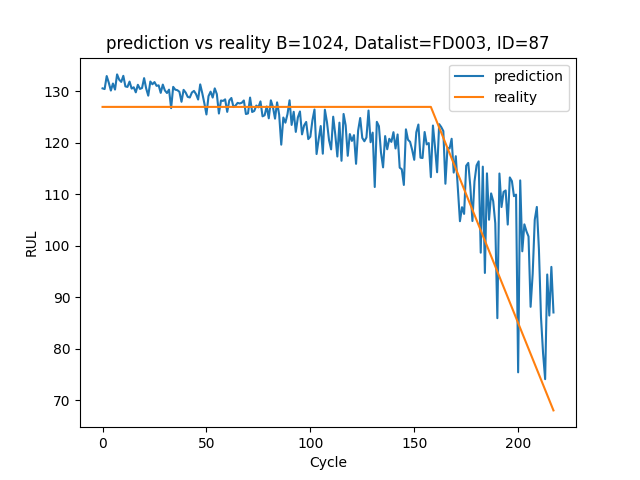 prediction vs reality B=1024, Datalist=FD003, ID=87
prediction
reality
RUL
130
120
110
100
90
80
70
0
50
100
150
200
Cycle